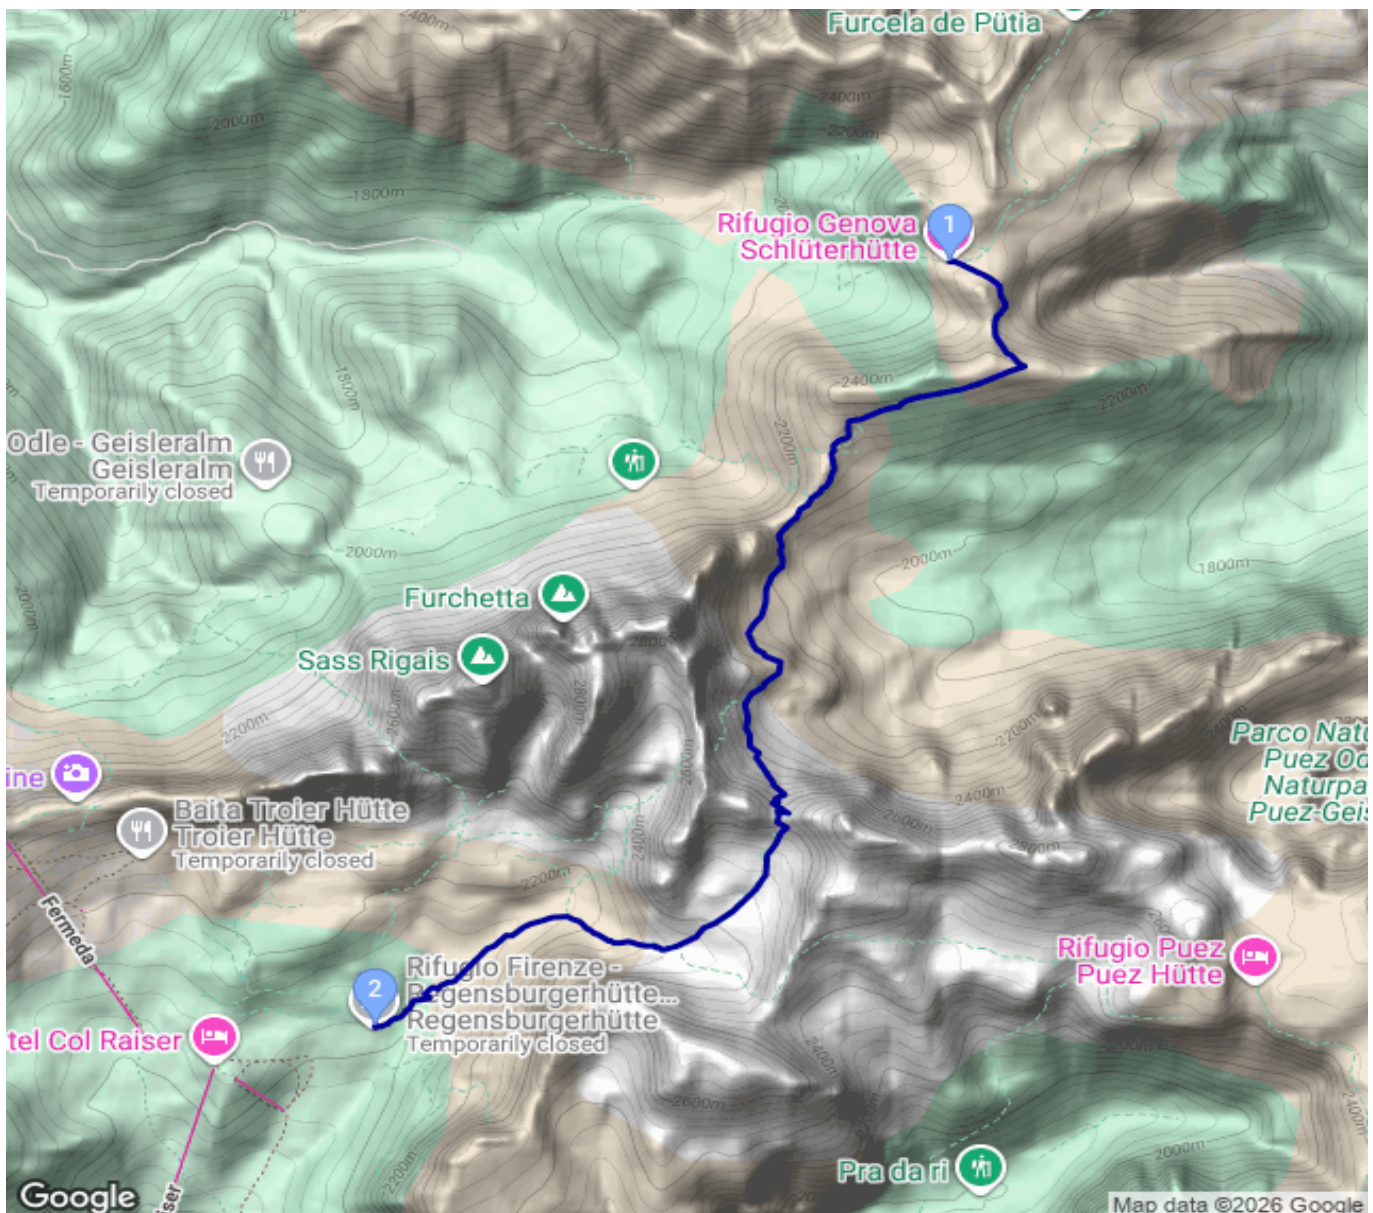 2400m
Furcela de Pütia
1600m
2000m
2400m
2200m
1800m
Rifugio Genova
Schlüterhütte
1
1800m
2400m
2200m
2200m
Odle - Geisleralm
Geisleralm
Temporarily closed
2000m
2000m
2000m
1800m
Furchetta
Sass Rigais
2600m
2800m
2600m
2200m
2800m
Parco Natu
Puez Od
Naturpa
Puez-Geis
ine
2400m
2600m
2800m
Baita Troier Hütte
Troier Hütte
Temporarily closed
2400m
2200m
Fermeda
Rifugio Puez
Puez Hütte
2
Rifugio Firenze -
Regensburgerhütte...
Regensburgerhütte
Temporarily closed
tel Col Raiser
2400m
2600m
2400m
2000m
Pra da ri
2200m
iser
Google
Map data ©2026 Google